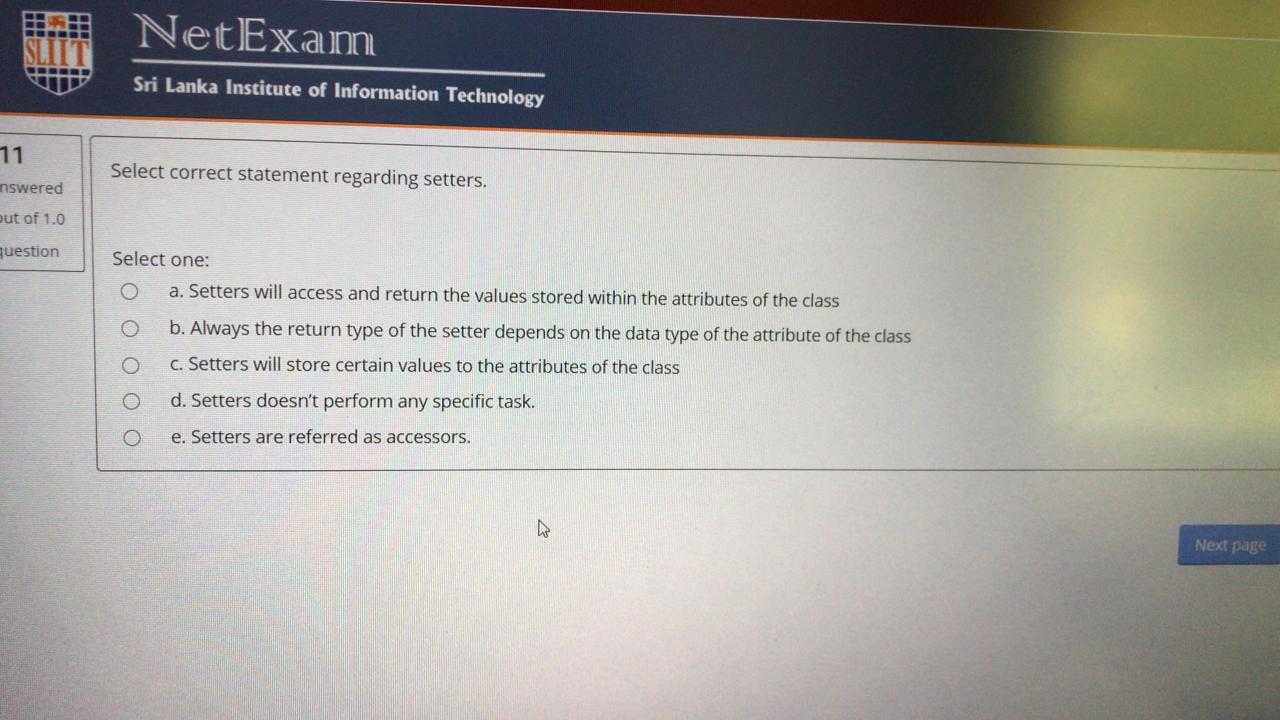 SLIIT
NetExam
Sri Lanka Institute of Information Technology
11
nswered
out of 1.0
question
Select correct statement regarding setters.
Select one:
a. Setters will access and return the values stored within the attributes of the class
b. Always the return type of the setter depends on the data type of the attribute of the class
c. Setters will store certain values to the attributes of the class
d. Setters doesn't perform any specific task.
e. Setters are referred as accessors.
Next page